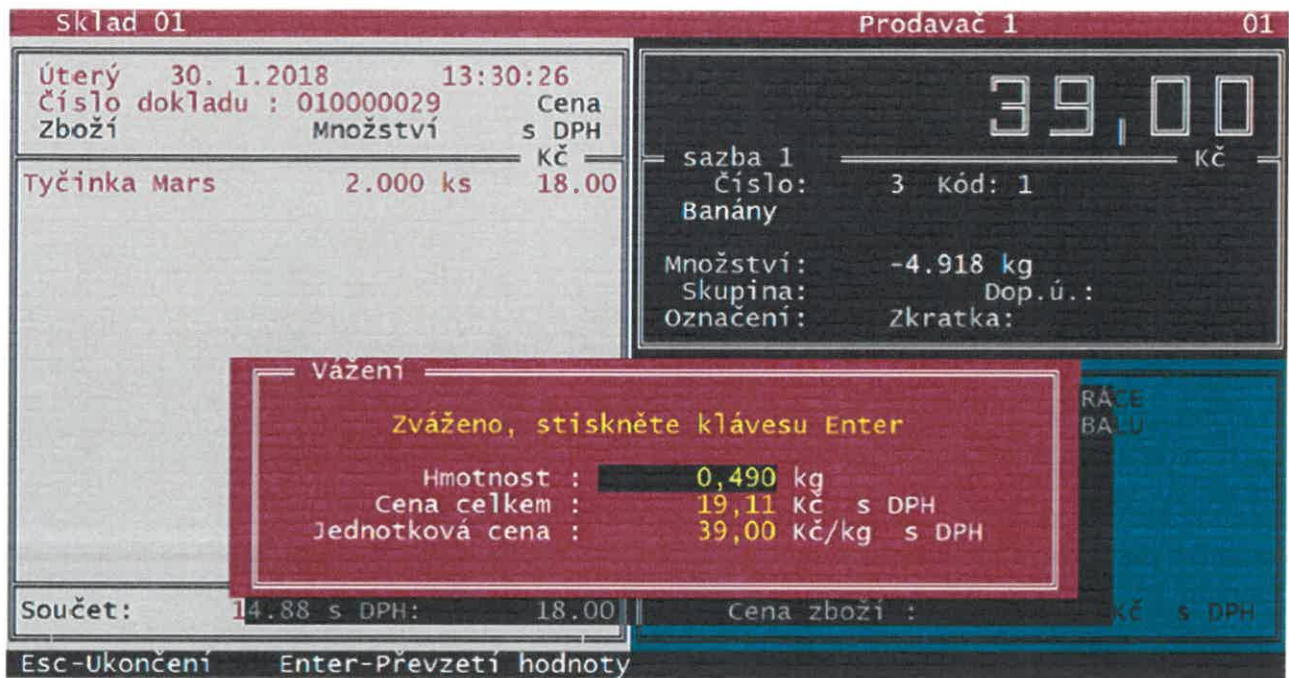 Sklad 01
Prodavač 1 01
Úterý 30. 1.2018 13:30:26
Číslo dokladu : 010000029 Cena
Zboží Množství s DPH
Kč
Tyčinka Mars 2.000 ks 18.00
39,00
sazba 1 Kč
Číslo: 3 Kód: 1
Banány
Množství: -4.918 kg
Skupina: Dop.ú.:
Označení: Zkratka:
RÁCE
BALU
Vážení
Zváženo, stiskněte klávesu Enter
Hmotnost : 0,490 kg
Cena celkem : 19,11 Kč s DPH
Jednotková cena : 39,00 Kč/kg s DPH
Součet: 14.88 s DPH: 18.00
Cena zboží : Kč s DPH
Esc-Ukončení Enter-Převzetí hodnoty